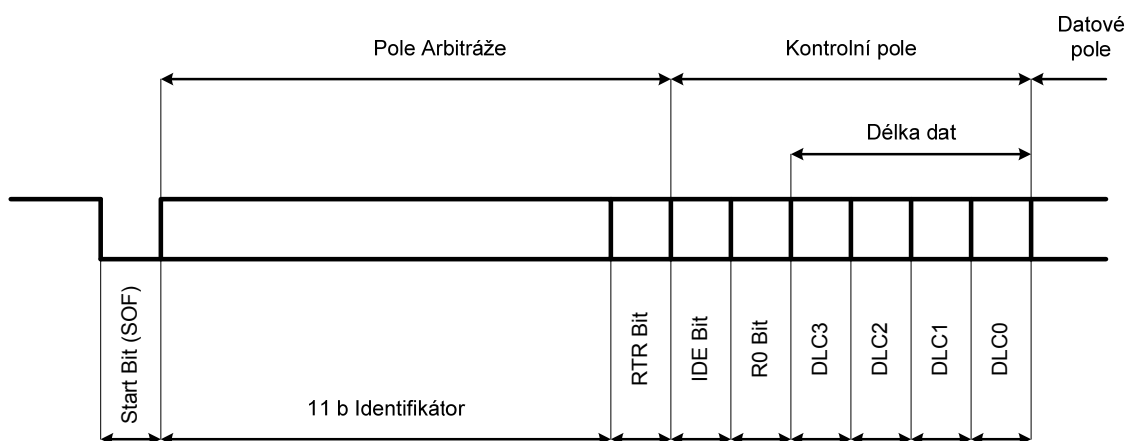 Datové
pole
Pole Arbitráže
Kontrolní pole
Délka dat
Start Bit (SOF)
11 b Identifikátor
RTR Bit
IDE Bit
R0 Bit
DLC3
DLC2
DLC1
DLC0